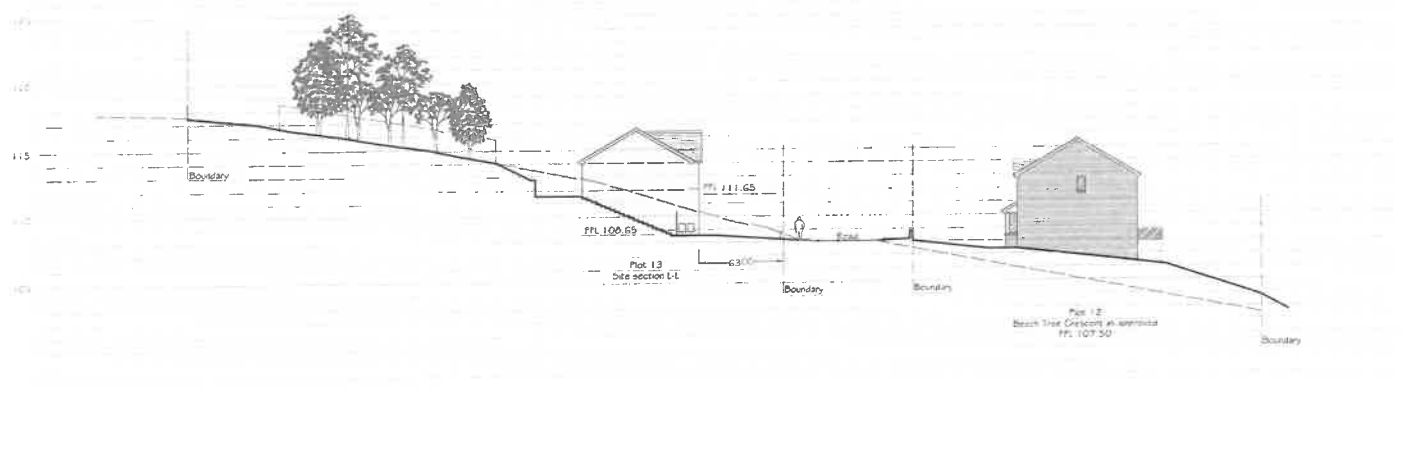 115
Boundary
FFL 111.65
FFL 108.65
Road
6300
Plot 13
Site section L-L
Boundary
Boundary
Plot 12
Beech Tree Crescent as approved
FFL 107.50
Boundary